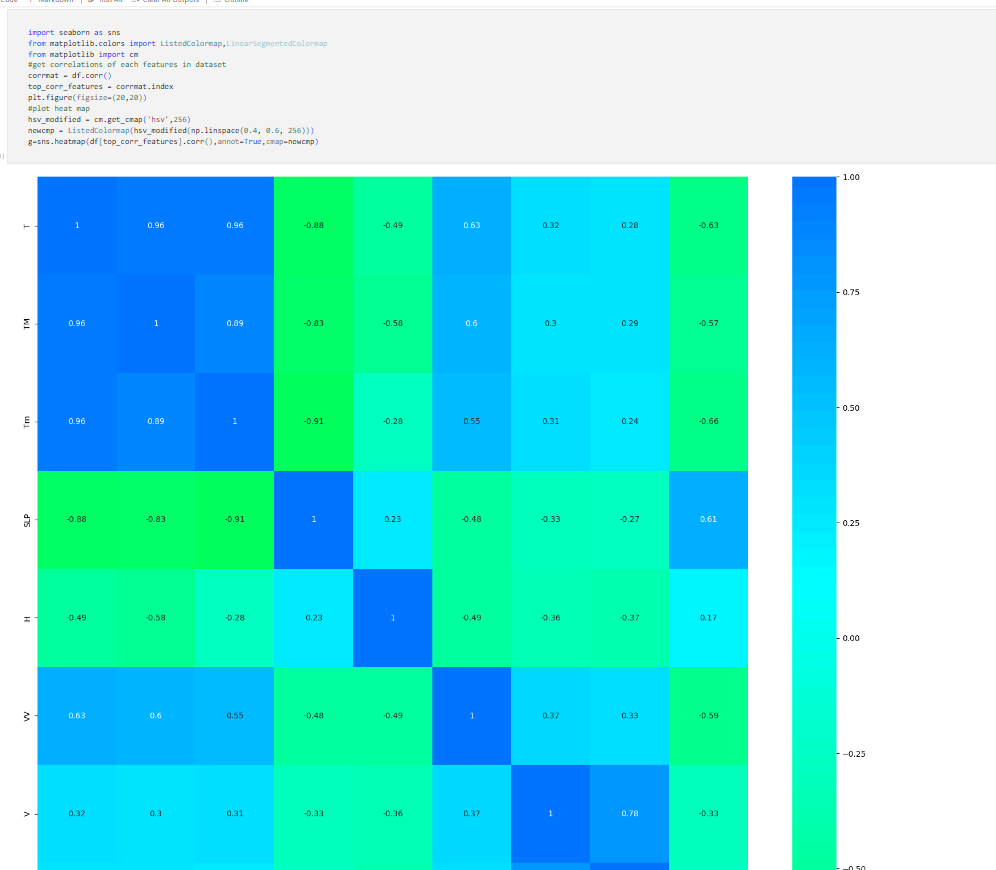 Code Markdown Run All Clear All Outputs Outline
import seaborn as sns
from matplotlib.colors import ListedColormap,LinearSegmentedColormap
from matplotlib import cm
#get correlations of each features in dataset
corrmat = df.corr()
top_corr_features = corrmat.index
plt.figure(figsize=(20,20))
#plot heat map
hsv_modified = cm.get_cmap('hsv',256)
newcmp = ListedColormap(hsv_modified(np.linspace(0.4, 0.6, 256)))
g=sns.heatmap(df[top_corr_features].corr(),annot=True,cmap=newcmp)
T 1 0.96 0.96 -0.88 -0.49 0.63 0.32 0.28 -0.63
TM 0.96 1 0.89 -0.83 -0.58 0.6 0.3 0.29 -0.57
Tm 0.96 0.89 1 -0.91 -0.28 0.55 0.31 0.24 -0.66
SLP -0.88 -0.83 -0.91 1 0.23 -0.48 -0.33 -0.27 0.61
H -0.49 -0.58 -0.28 0.23 1 -0.49 -0.36 -0.37 0.17
VV 0.63 0.6 0.55 -0.48 -0.49 1 0.37 0.33 -0.59
V 0.32 0.3 0.31 -0.33 -0.36 0.37 1 0.78 -0.33
1.00
0.75
0.50
0.25
0.00
−0.25
−0.50